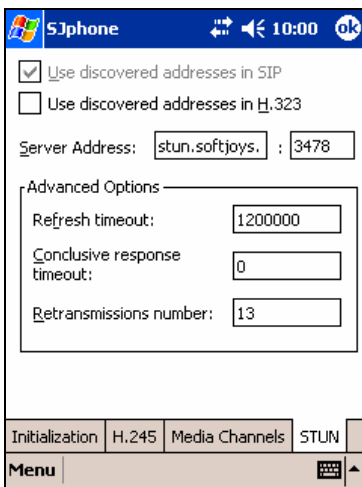 SJphone 10:00 ok
Use discovered addresses in SIP
Use discovered addresses in H.323
Server Address: stun.softjoys. : 3478
Advanced Options
Refresh timeout: 1200000
Conclusive response
timeout: 0
Retransmissions number: 13
Initialization H.245 Media Channels STUN
Menu